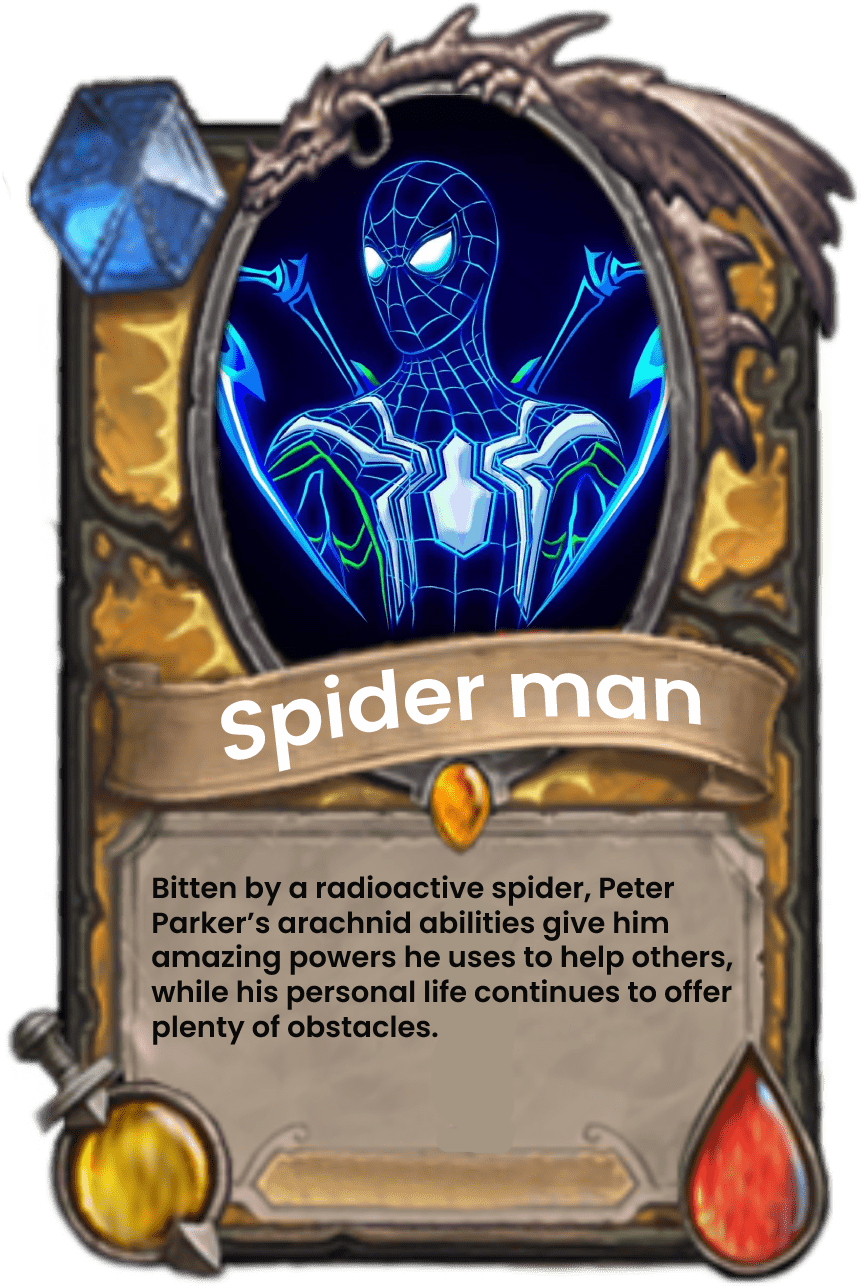 Spider man
Bitten by a radioactive spider, Peter
Parker’s arachnid abilities give him
amazing powers he uses to help others,
while his personal life continues to offer
plenty of obstacles.